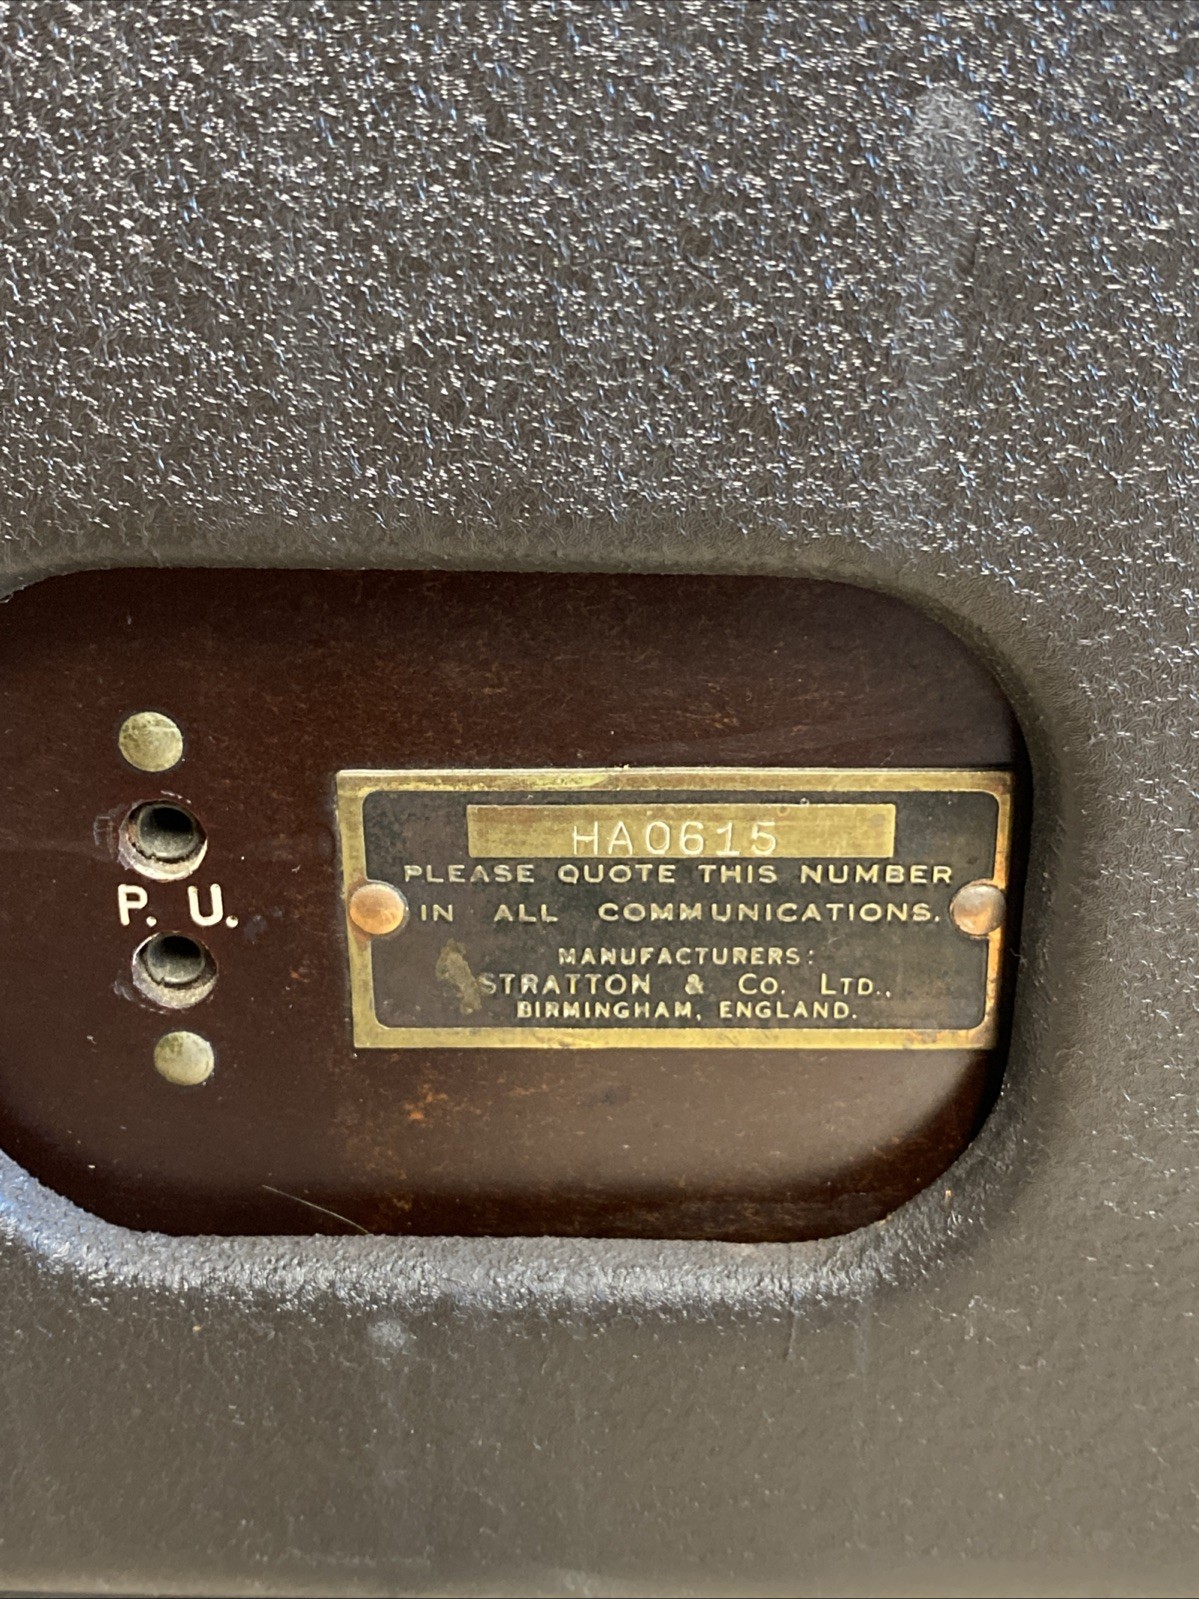 HA0615
PLEASE QUOTE THIS NUMBER
IN ALL COMMUNICATIONS.
MANUFACTURERS:
STRATTON & Co. LTD.,
BIRMINGHAM, ENGLAND.
P. U.